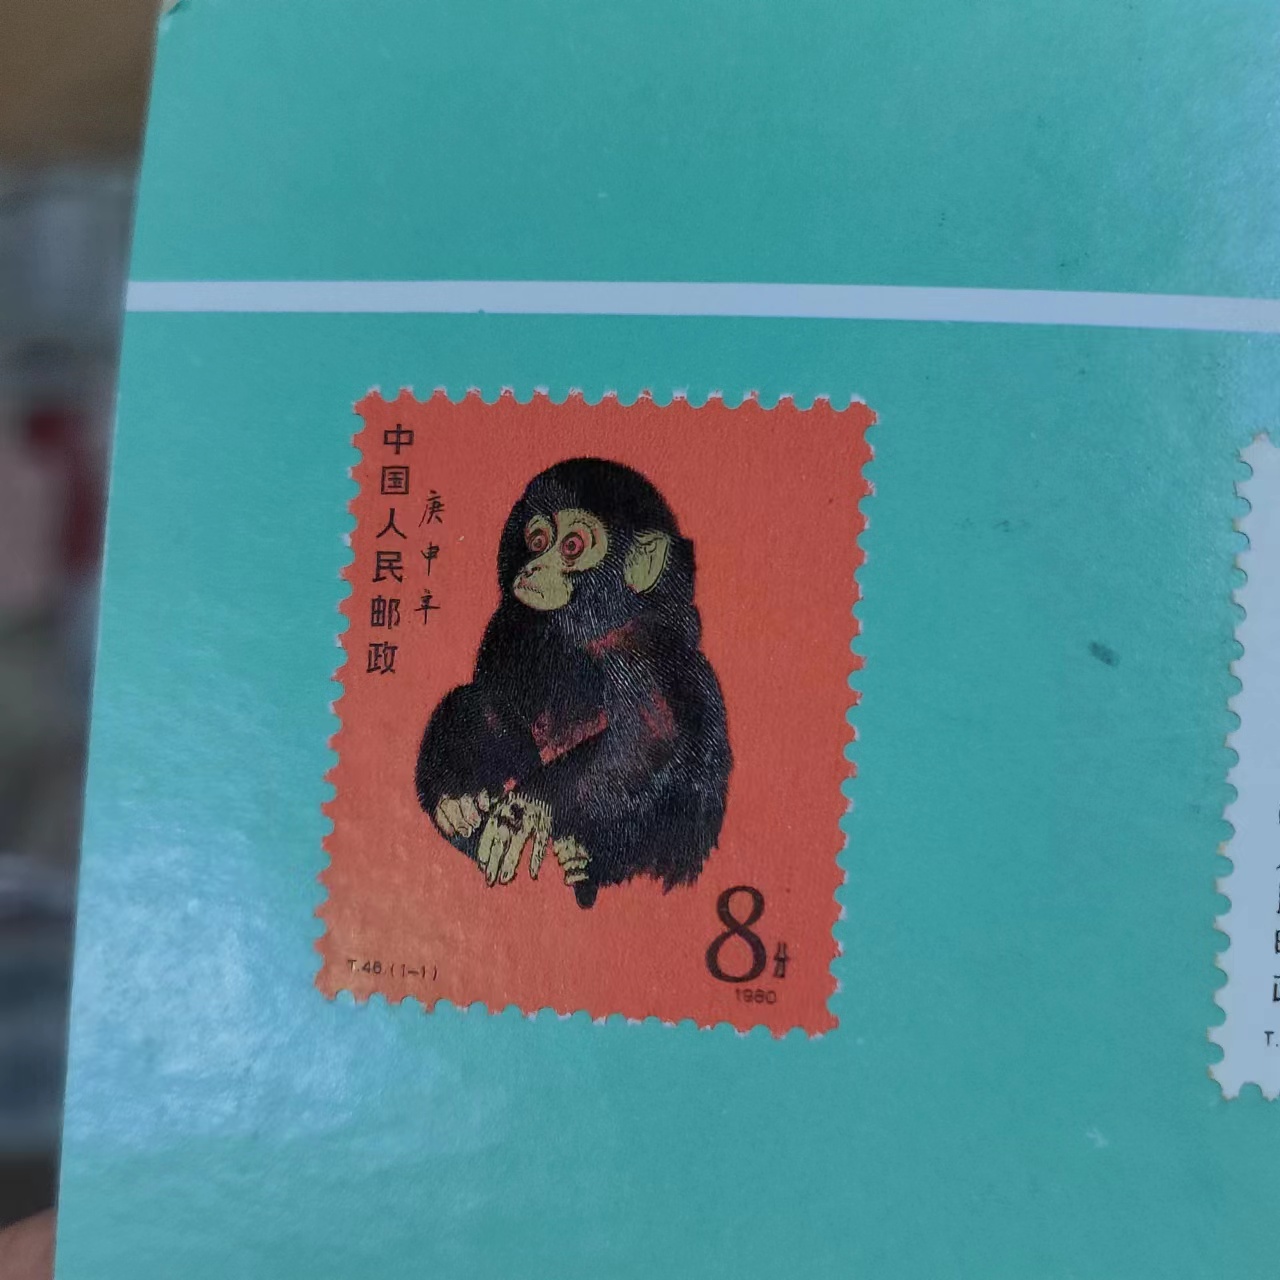 中国人民邮政
庚申年
8分
1980
T.46.(1-1)
T.